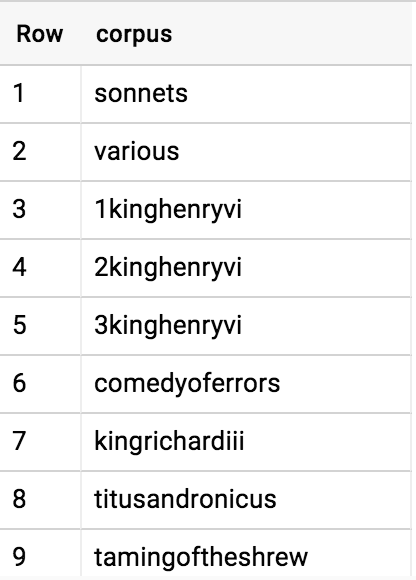 Row corpus
1 sonnets
2 various
3 1kinghenryvi
4 2kinghenryvi
5 3kinghenryvi
6 comedyoferrors
7 kingrichardiii
8 titusandronicus
9 tamingoftheshrew